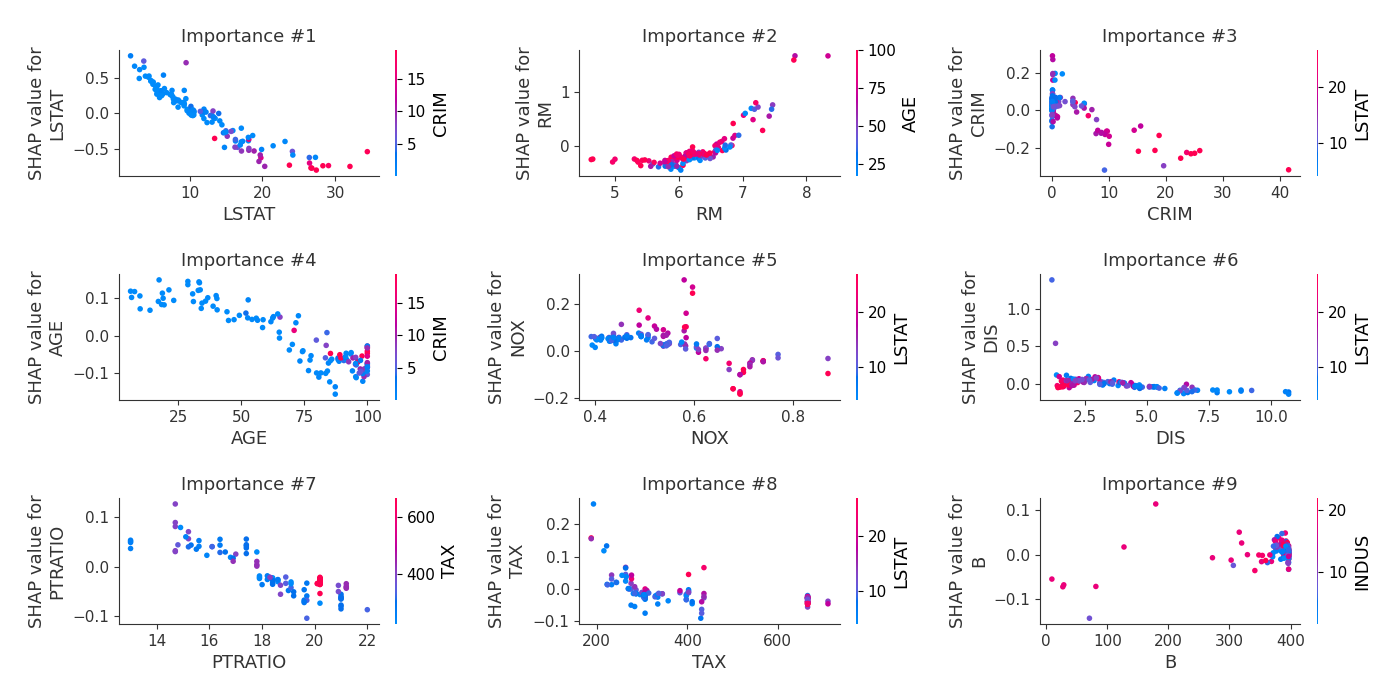 Importance #1
SHAP value for
LSTAT
0.5
0.0
−0.5
10
20
30
LSTAT
15
10
5
CRIM
Importance #2
SHAP value for
RM
1
0
5
6
7
8
RM
100
75
50
25
AGE
Importance #3
SHAP value for
CRIM
0.2
0.0
−0.2
0
10
20
30
40
CRIM
20
10
LSTAT
Importance #4
SHAP value for
AGE
0.1
0.0
−0.1
25
50
75
100
AGE
15
10
5
CRIM
Importance #5
SHAP value for
NOX
0.2
0.0
−0.2
0.4
0.6
0.8
NOX
20
10
LSTAT
Importance #6
SHAP value for
DIS
1.0
0.5
0.0
2.5
5.0
7.5
10.0
DIS
20
10
LSTAT
Importance #7
SHAP value for
PTRATIO
0.1
0.0
−0.1
14
16
18
20
22
PTRATIO
600
400
TAX
Importance #8
SHAP value for
TAX
0.2
0.1
0.0
−0.1
200
400
600
TAX
20
10
LSTAT
Importance #9
SHAP value for
B
0.1
0.0
−0.1
0
100
200
300
400
B
20
10
INDUS